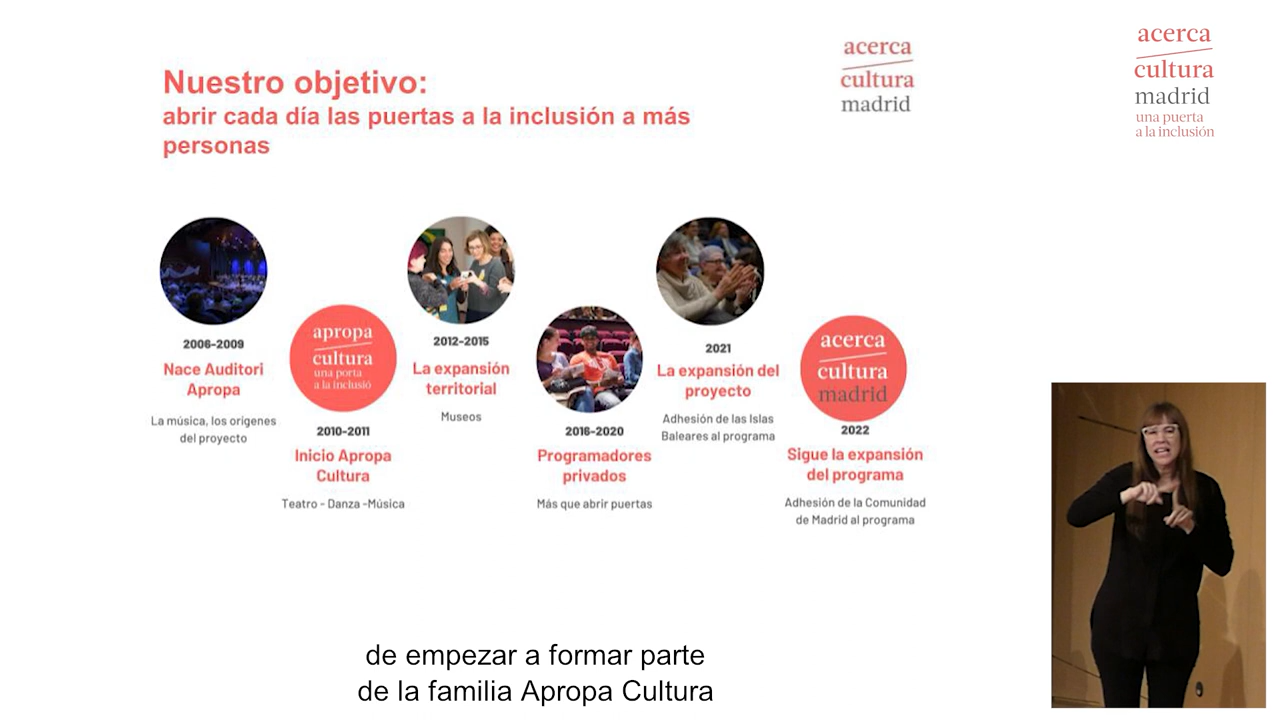 Nuestro objetivo:
abrir cada día las puertas a la inclusión a más
personas
acerca
cultura
madrid
acerca
cultura
madrid
una puerta
a la inclusión
2006-2009
Nace Auditori
Apropa
La música, los orígenes
del proyecto
apropa
cultura
una porta
a la inclusió
2010-2011
Inicio Apropa
Cultura
Teatro - Danza -Música
2012-2015
La expansión
territorial
Museos
2016-2020
Programadores
privados
Más que abrir puertas
2021
La expansión del
proyecto
Adhesión de las Islas
Baleares al programa
acerca
cultura
madrid
2022
Sigue la expansión
del programa
Adhesión de la Comunidad
de Madrid al programa
de empezar a formar parte
de la familia Apropa Cultura